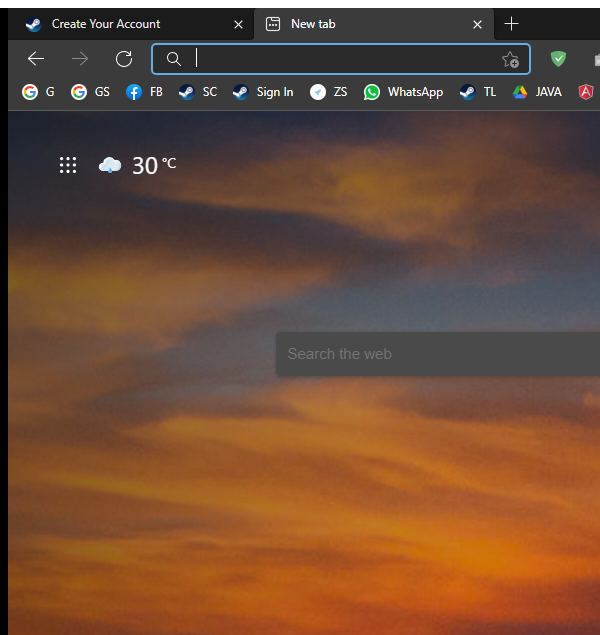 Create Your Account New tab
G GS FB SC Sign In ZS WhatsApp TL JAVA
30 °C
Search the web